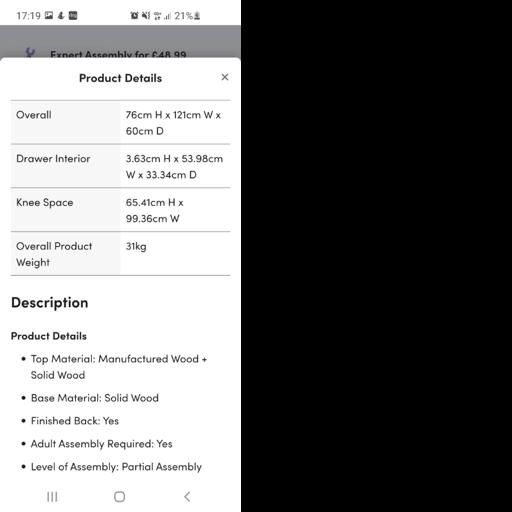 17:19 21%
Expert Assembly for £48.99
Product Details ×
Overall 76cm H x 121cm W x
60cm D
Drawer Interior 3.63cm H x 53.98cm
W x 33.34cm D
Knee Space 65.41cm H x
99.36cm W
Overall Product 31kg
Weight
Description
Product Details
• Top Material: Manufactured Wood +
Solid Wood
• Base Material: Solid Wood
• Finished Back: Yes
• Adult Assembly Required: Yes
• Level of Assembly: Partial Assembly